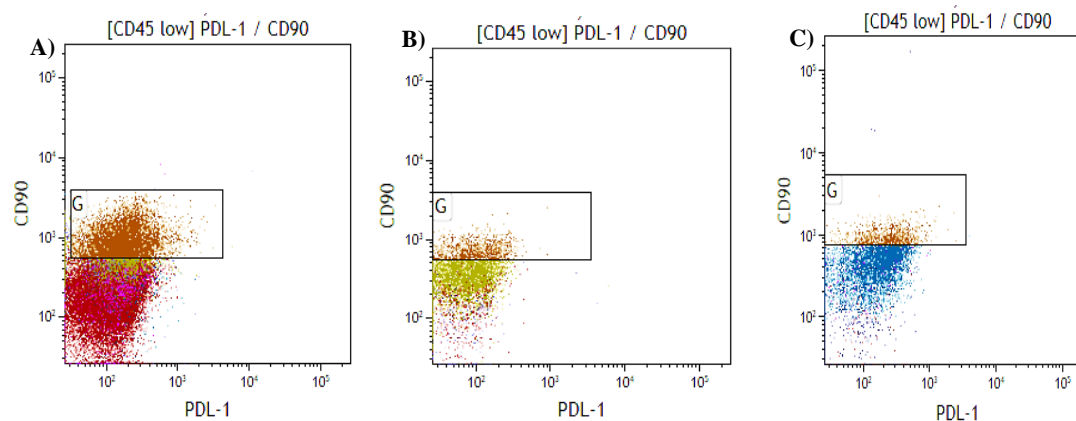 A) [CD45 low] PDL-1 / CD90
10⁵
10⁴
10³
10²
CD90
G
10² 10³ 10⁴ 10⁵
PDL-1
B) [CD45 low] PDL-1 / CD90
10⁵
10⁴
10³
10²
CD90
G
10² 10³ 10⁴ 10⁵
PDL-1
C) [CD45 low] PDL-1 / CD90
10⁵
10⁴
10³
10²
CD90
G
10² 10³ 10⁴ 10⁵
PDL-1